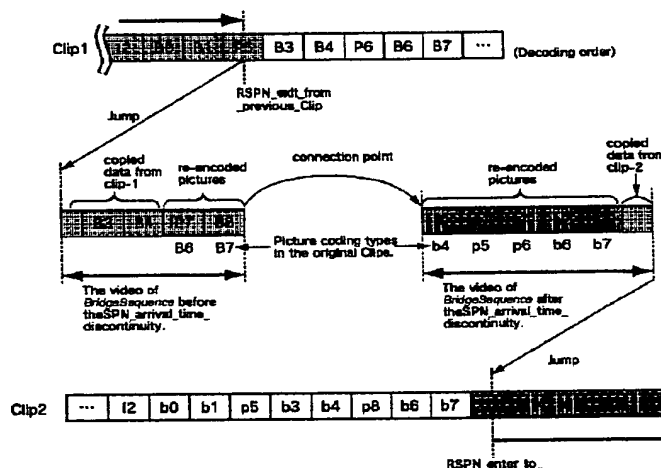 Clip1
B3 B4 P6 B6 B7 ...
(Decoding order)
RSPN_exit_from
_previous_Clip
Jump
copied
data from
clip-1
re-encoded
pictures
connection point
re-encoded
pictures
copied
data from
clip-2
B6 B7
Picture coding types
in the original Clips.
b4 p5 p6 b6 b7
The video of
BridgeSequence before
theSPN_arrival_time_
discontinuity.
The video of
BridgeSequence after
theSPN_arrival_time_
discontinuity.
Jump
Clip2
... I2 b0 b1 p5 b3 b4 p8 b6 b7
RSPN_enter_to_